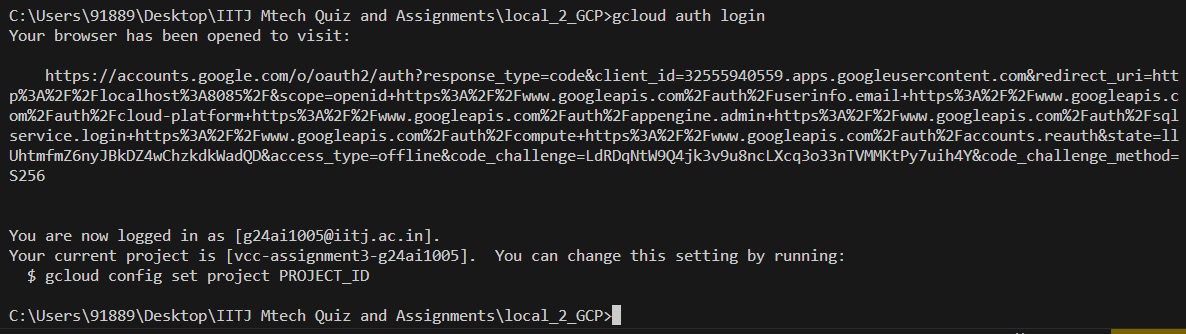 C:\Users\91889\Desktop\IITJ Mtech Quiz and Assignments\local_2_GCP>gcloud auth login
Your browser has been opened to visit:
https://accounts.google.com/o/oauth2/auth?response_type=code&client_id=32555940559.apps.googleusercontent.com&redirect_uri=htt
p%3A%2F%2Flocalhost%3A8085%2F&scope=openid+https%3A%2F%2Fwww.googleapis.com%2Fauth%2Fuserinfo.email+https%3A%2F%2Fwww.googleapis.c
om%2Fauth%2Fcloud-platform+https%3A%2F%2Fwww.googleapis.com%2Fauth%2Fappengine.admin+https%3A%2F%2Fwww.googleapis.com%2Fauth%2Fsql
service.login+https%3A%2F%2Fwww.googleapis.com%2Fauth%2Fcompute+https%3A%2F%2Fwww.googleapis.com%2Fauth%2Faccounts.reauth&state=1l
UhtmfmZ6nyJBkDZ4wChzkdkWadQD&access_type=offline&code_challenge=LdRDqNtW9Q4jk3v9u8ncLXcq3o33nTVMMKtPy7uih4Y&code_challenge_method=
S256
You are now logged in as [g24ai1005@iitj.ac.in].
Your current project is [vcc-assignment3-g24ai1005].  You can change this setting by running:
$ gcloud config set project PROJECT_ID
C:\Users\91889\Desktop\IITJ Mtech Quiz and Assignments\local_2_GCP>